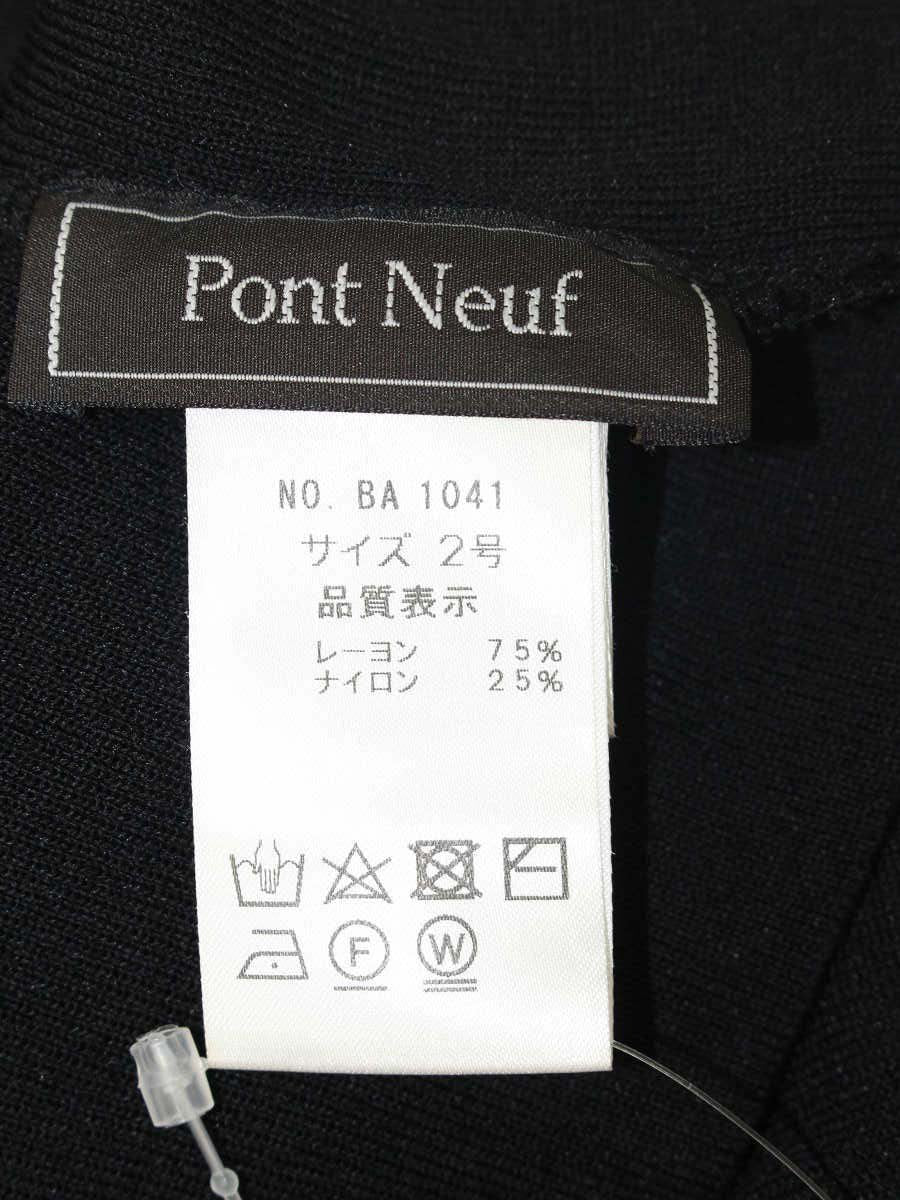 Pont Neuf
NO. BA 1041
サイズ 2号
品質表示
レーヨン 75%
ナイロン 25%
F
W